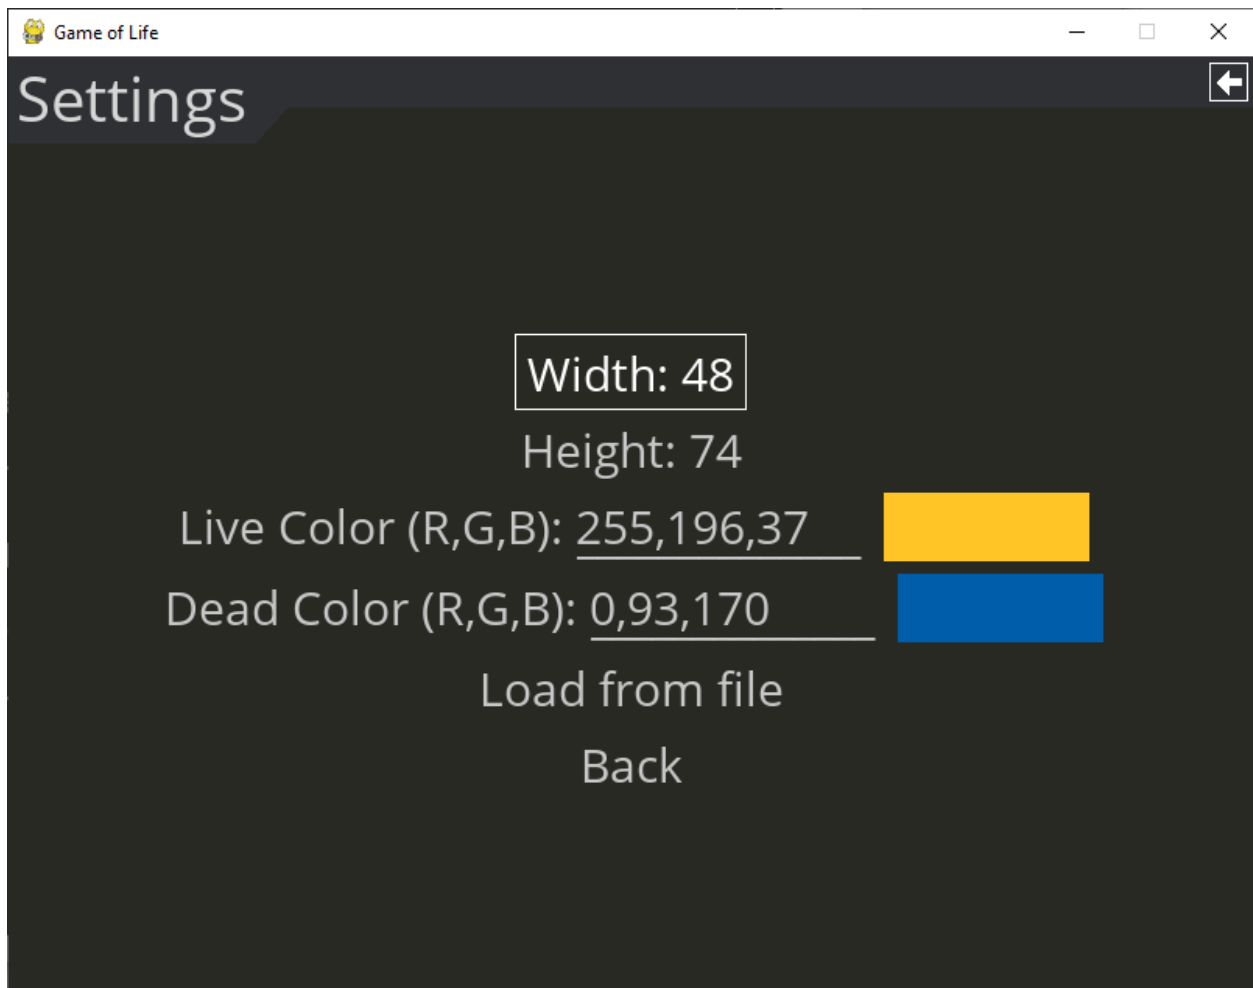 Game of Life
Settings
Width: 48
Height: 74
Live Color (R,G,B): 255,196,37
Dead Color (R,G,B): 0,93,170
Load from file
Back